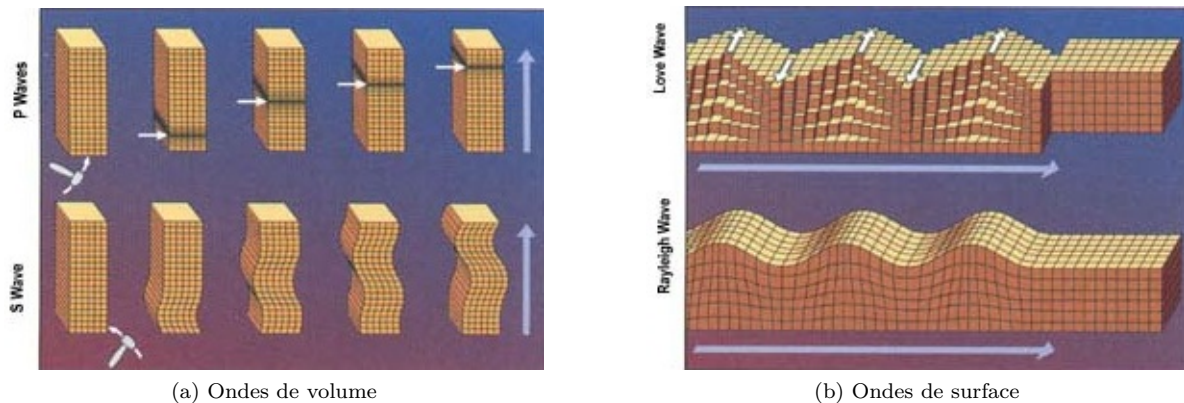 P Waves
S Wave
(a) Ondes de volume
Love Wave
Rayleigh Wave
(b) Ondes de surface